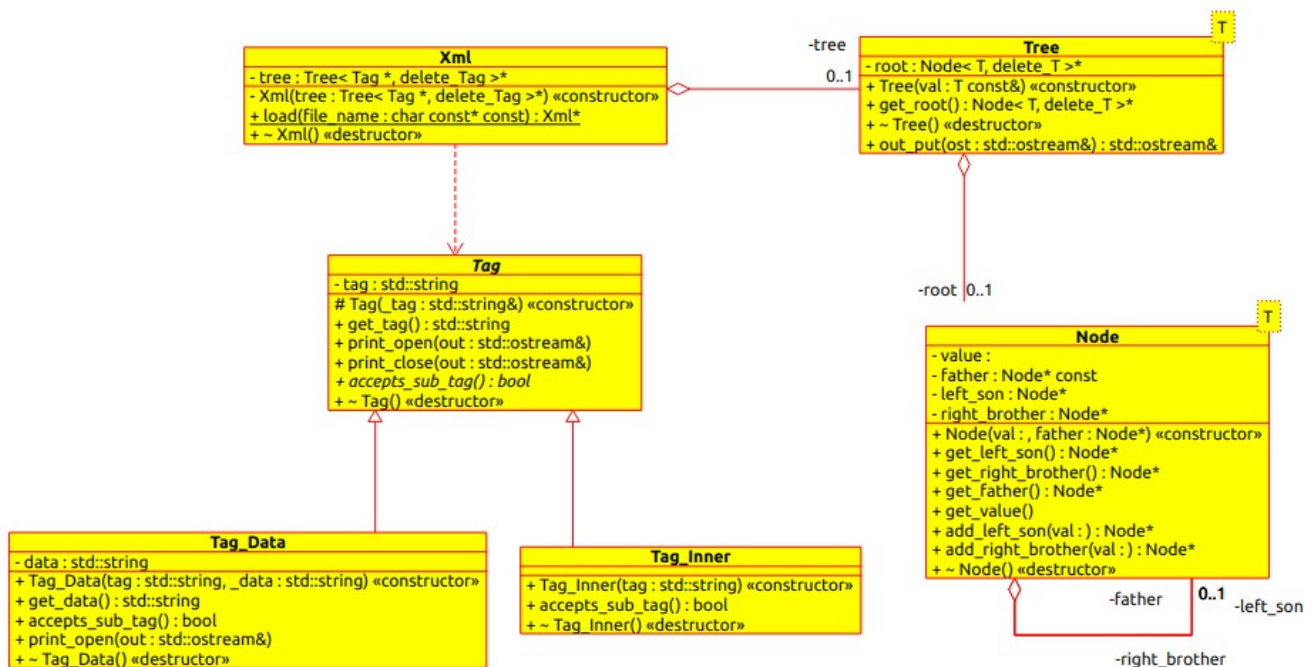 Xml
- tree : Tree< Tag *, delete_Tag >*
- Xml(tree : Tree< Tag *, delete_Tag >*) «constructor»
+ load(file_name : char const* const) : Xml*
+ ~ Xml() «destructor»
-tree
0..1
T
Tree
- root : Node< T, delete_T >*
+ Tree(val : T const&) «constructor»
+ get_root() : Node< T, delete_T >*
+ ~ Tree() «destructor»
+ out_put(ost : std::ostream&) : std::ostream&
-root 0..1
Tag
- tag : std::string
# Tag(_tag : std::string&) «constructor»
+ get_tag() : std::string
+ print_open(out : std::ostream&)
+ print_close(out : std::ostream&)
+ accepts_sub_tag() : bool
+ ~ Tag() «destructor»
T
Node
- value :
- father : Node* const
- left_son : Node*
- right_brother : Node*
+ Node(val : , father : Node*) «constructor»
+ get_left_son() : Node*
+ get_right_brother() : Node*
+ get_father() : Node*
+ get_value()
+ add_left_son(val : ) : Node*
+ add_right_brother(val : ) : Node*
+ ~ Node() «destructor»
-father
0..1
-left_son
-right_brother
Tag_Data
- data : std::string
+ Tag_Data(tag : std::string, _data : std::string) «constructor»
+ get_data() : std::string
+ accepts_sub_tag() : bool
+ print_open(out : std::ostream&)
+ ~ Tag_Data() «destructor»
Tag_Inner
+ Tag_Inner(tag : std::string) «constructor»
+ accepts_sub_tag() : bool
+ ~ Tag_Inner() «destructor»